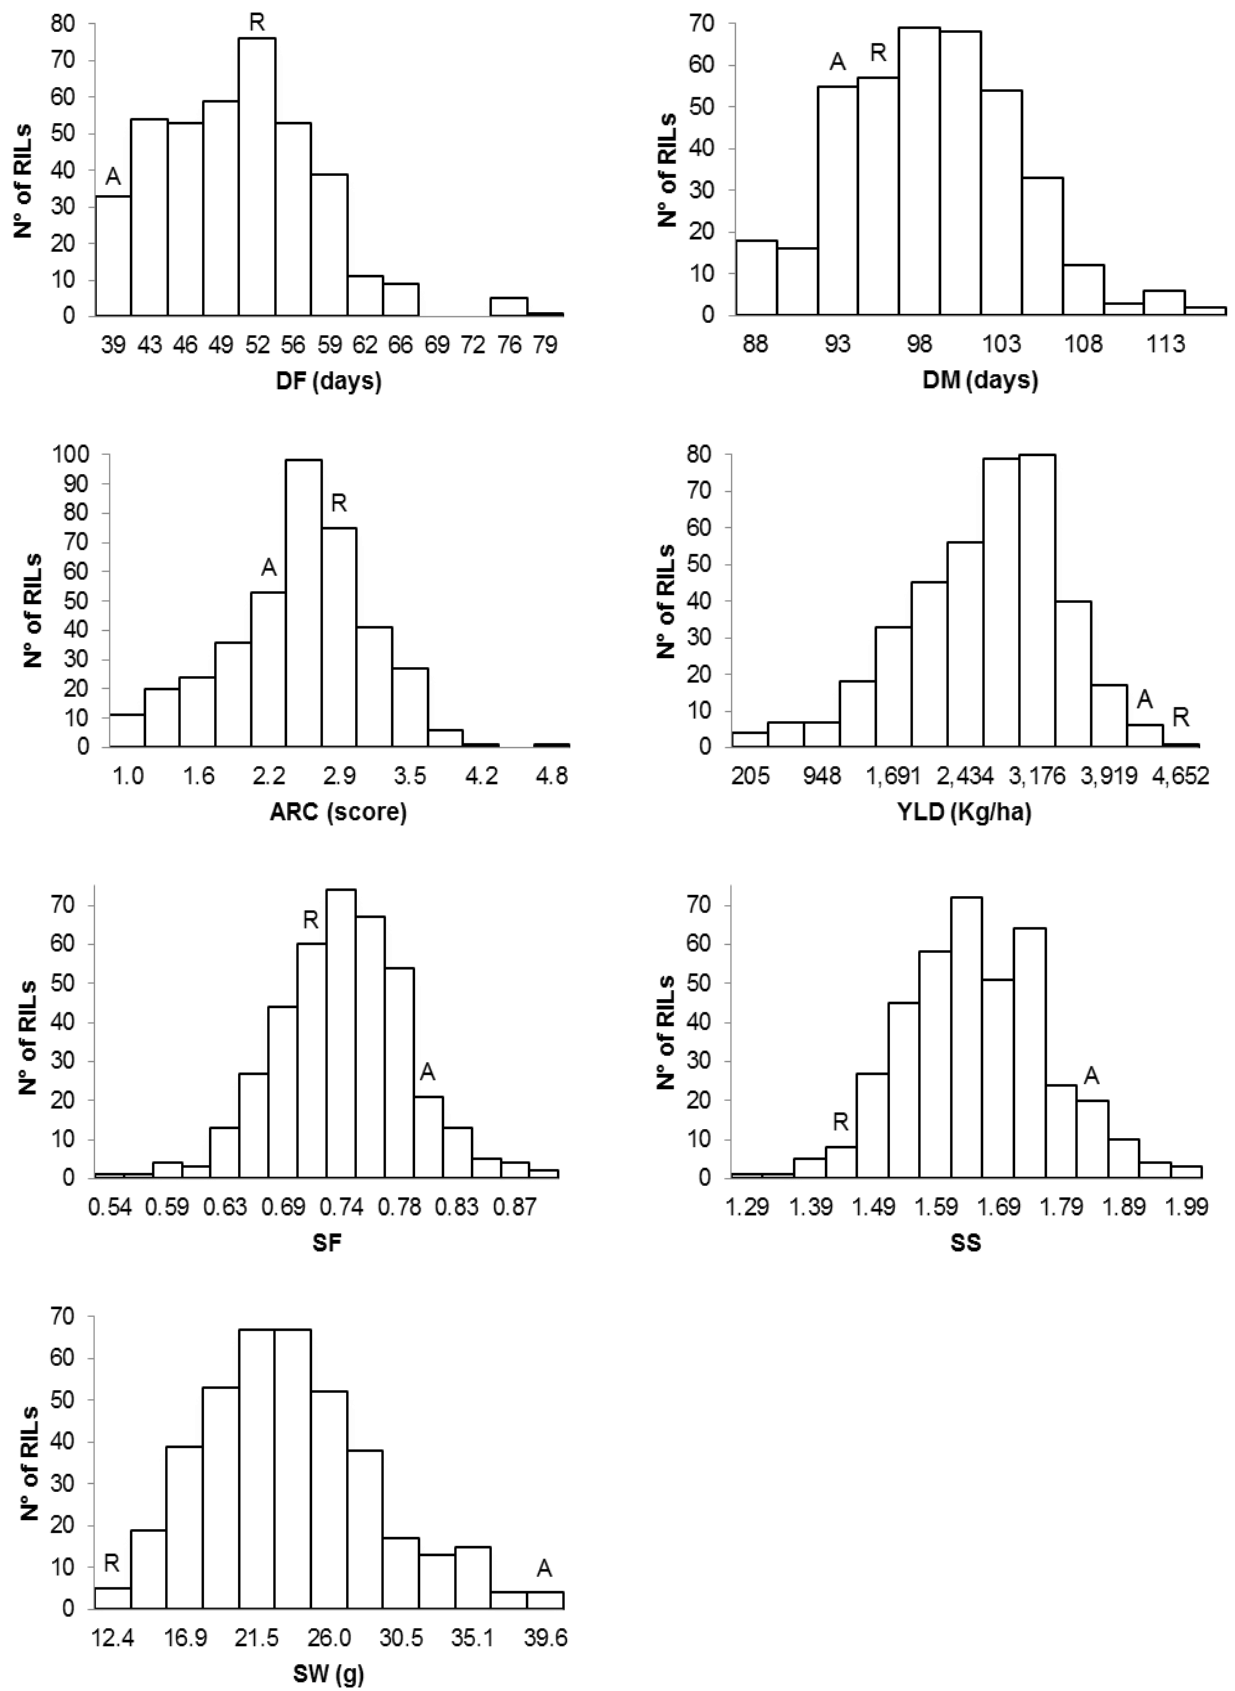 80
70
60
50
40
30
20
10
0
N° of RILs
A
R
39 43 46 49 52 56 59 62 66 69 72 76 79
DF (days)
70
60
50
40
30
20
10
0
N° of RILs
A
R
88 93 98 103 108 113
DM (days)
100
90
80
70
60
50
40
30
20
10
0
N° of RILs
A
R
1.0 1.6 2.2 2.9 3.5 4.2 4.8
ARC (score)
80
70
60
50
40
30
20
10
0
N° of RILs
A
R
205 948 1,691 2,434 3,176 3,919 4,652
YLD (Kg/ha)
70
60
50
40
30
20
10
0
N° of RILs
R
A
0.54 0.59 0.63 0.69 0.74 0.78 0.83 0.87
SF
70
60
50
40
30
20
10
0
N° of RILs
R
A
1.29 1.39 1.49 1.59 1.69 1.79 1.89 1.99
SS
70
60
50
40
30
20
10
0
N° of RILs
R
A
12.4 16.9 21.5 26.0 30.5 35.1 39.6
SW (g)